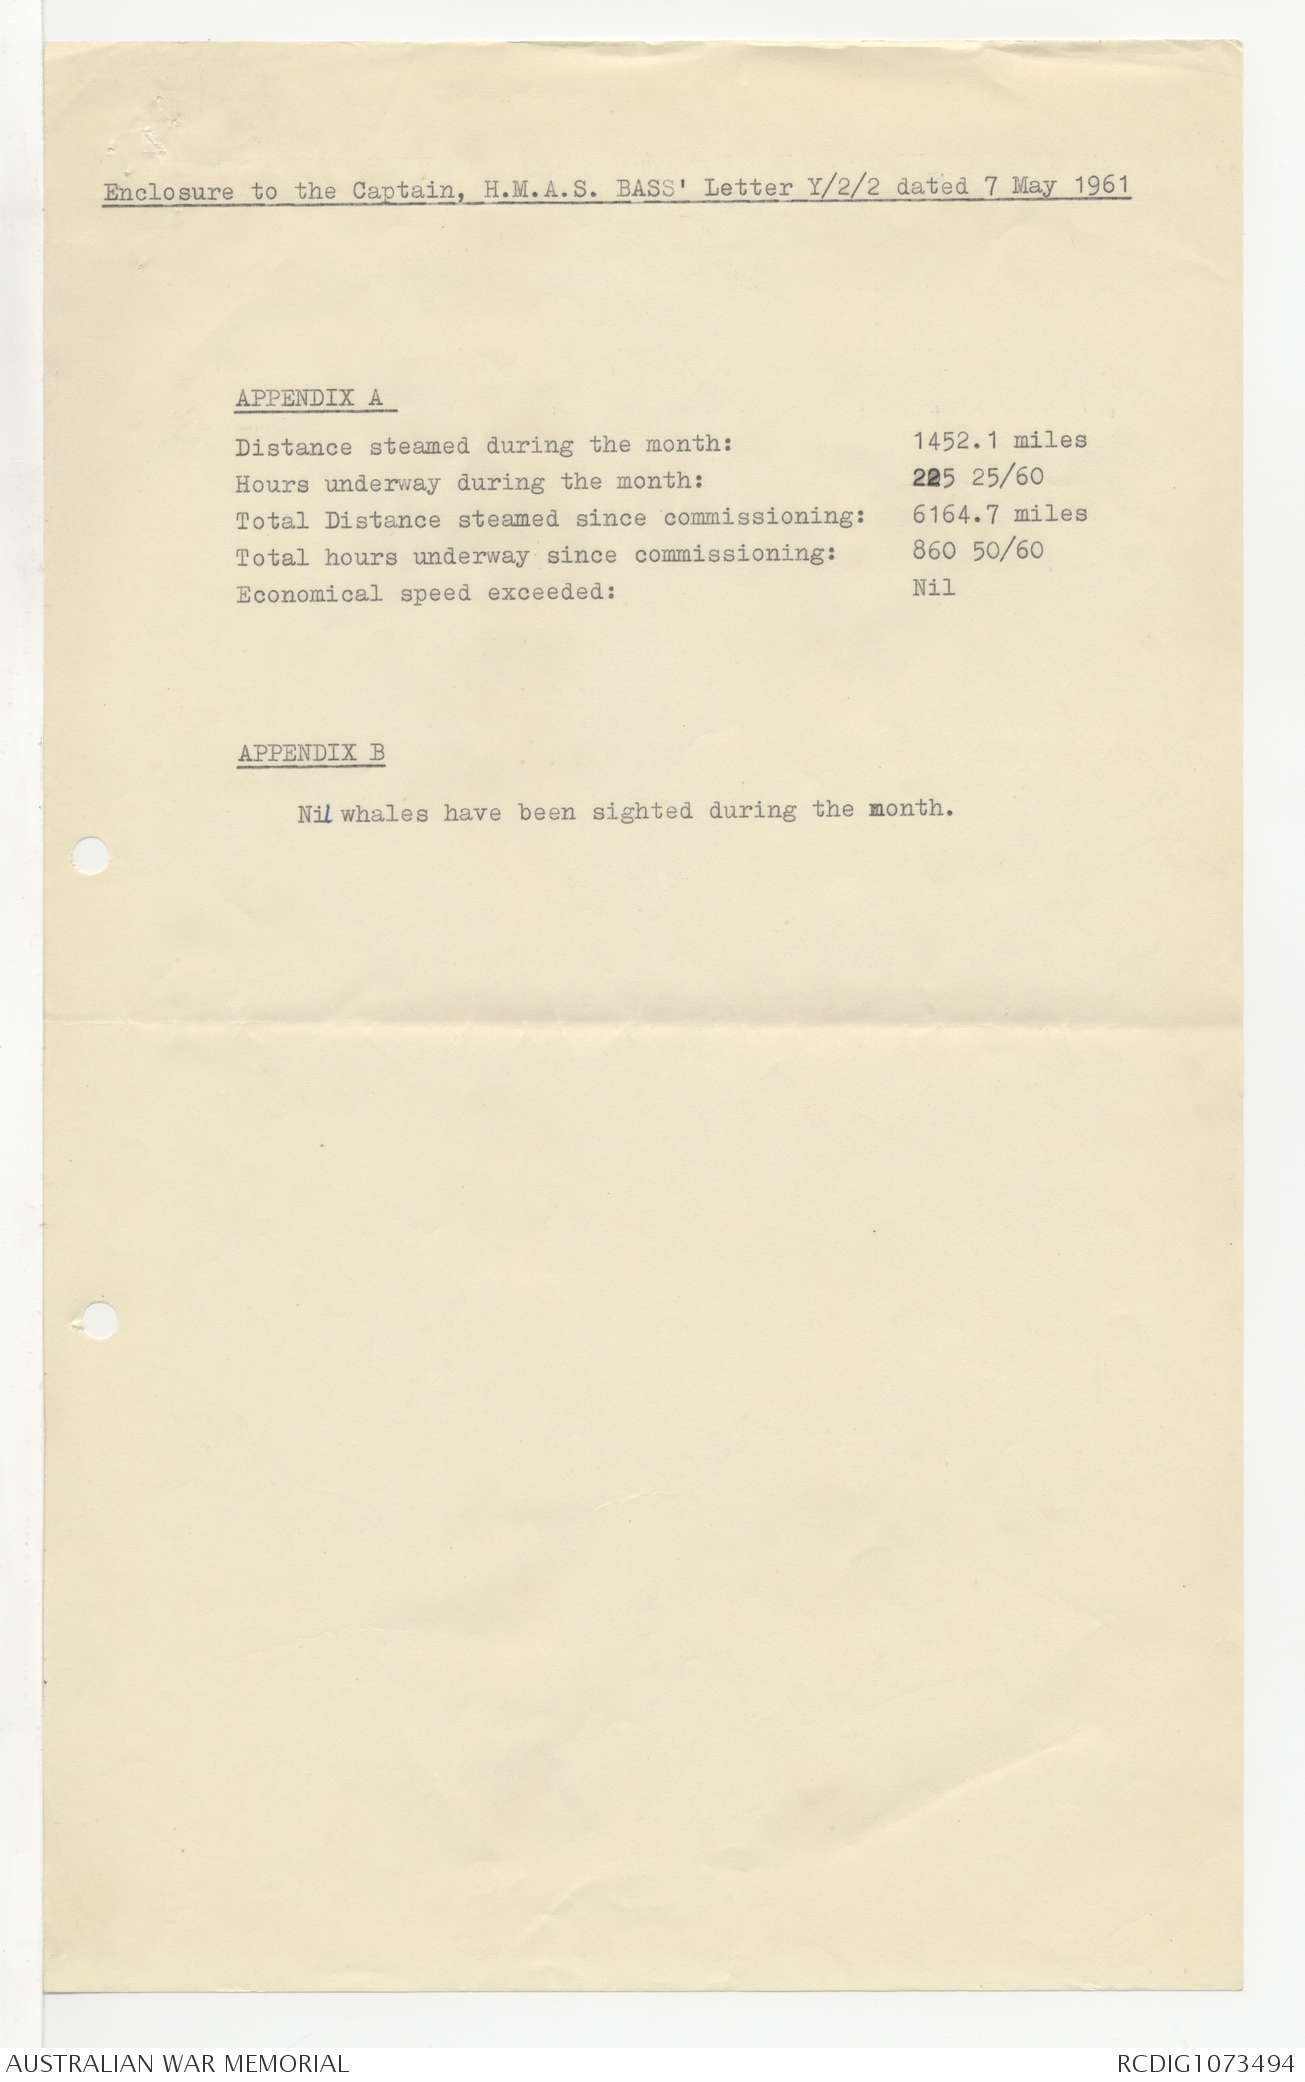 Enclosure to the Captain, H.M.A.S. BASS' Letter Y/2/2 dated 7 May 1961
APPENDIX A
Distance steamed during the month: 1452.1 miles
Hours underway during the month: 225 25/60
Total Distance steamed since commissioning: 6164.7 miles
Total hours underway since commissioning: 860 50/60
Economical speed exceeded: Nil
APPENDIX B
Nil whales have been sighted during the month.
AUSTRALIAN WAR MEMORIAL
RCDIG1073494